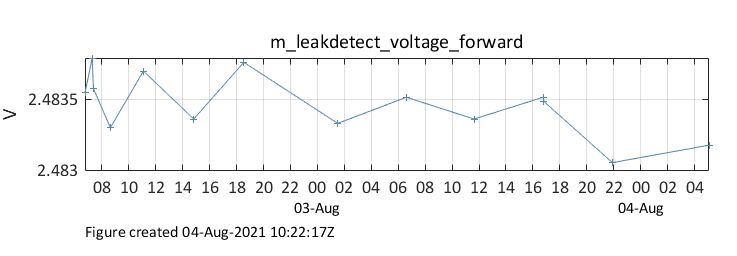 m_leakdetect_voltage_forward
V
2.4835
2.483
08 10 12 14 16 18 20 22 00 02 04 06 08 10 12 14 16 18 20 22 00 02 04
03-Aug 04-Aug
Figure created 04-Aug-2021 10:22:17Z